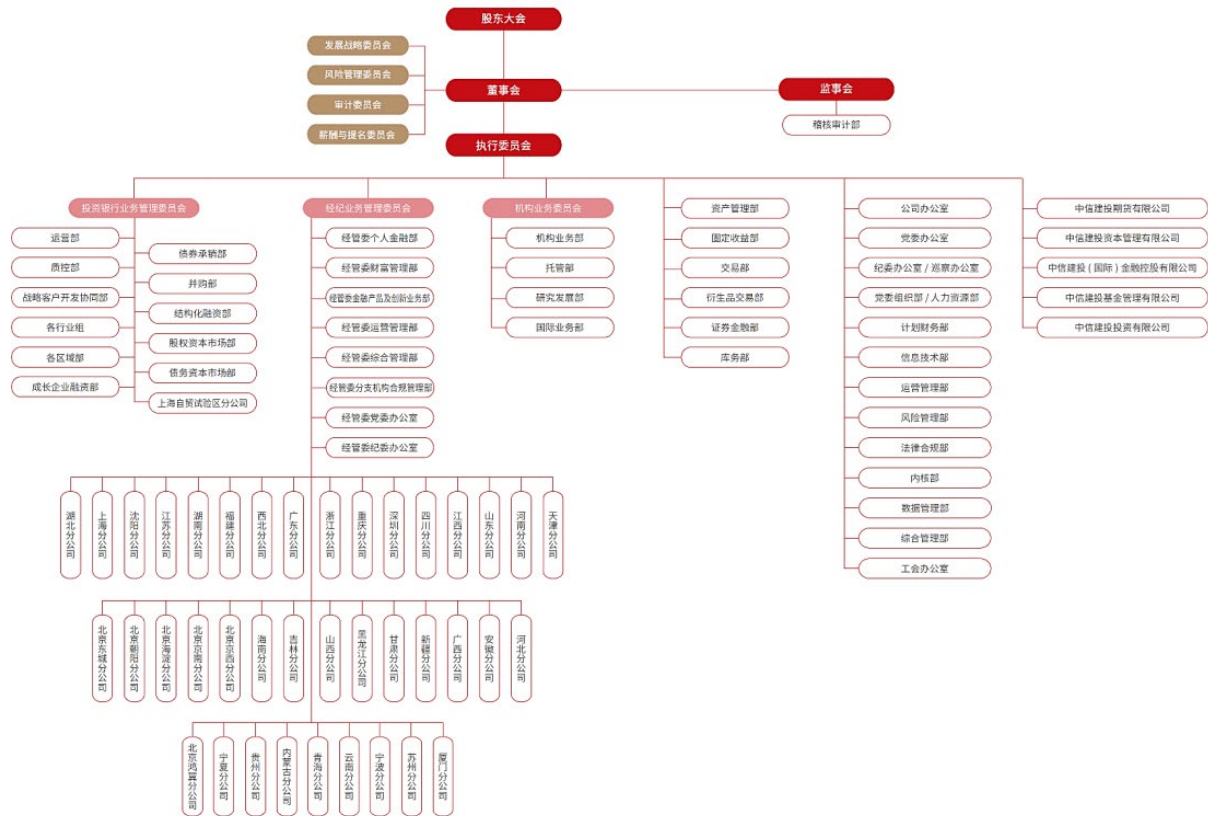 股东大会
发展战略委员会
风险管理委员会
审计委员会
薪酬与提名委员会
董事会
监事会
稽核审计部
执行委员会
投资银行业务管理委员会
运营部
质控部
战略客户开发协同部
各行业组
各区域部
成长企业融资部
债券承销部
并购部
结构化融资部
股权资本市场部
债务资本市场部
上海自贸试验区分公司
经纪业务管理委员会
经管委个人金融部
经管委财富管理部
经管委金融产品及创新业务部
经管委运营管理部
经管委综合管理部
经管委分支机构合规管理部
经管委党委办公室
经管委纪委办公室
机构业务委员会
机构业务部
托管部
研究发展部
国际业务部
资产管理部
固定收益部
交易部
衍生品交易部
证券金融部
库务部
公司办公室
党委办公室
纪委办公室 / 巡察办公室
党委组织部 / 人力资源部
计划财务部
信息技术部
运营管理部
风险管理部
法律合规部
内核部
数据管理部
综合管理部
工会办公室
中信建投期货有限公司
中信建投资本管理有限公司
中信建投 ( 国际 ) 金融控股有限公司
中信建投基金管理有限公司
中信建投投资有限公司
湖北分公司
上海分公司
沈阳分公司
江苏分公司
湖南分公司
福建分公司
西北分公司
广东分公司
浙江分公司
重庆分公司
深圳分公司
四川分公司
江西分公司
山东分公司
河南分公司
天津分公司
北京东城分公司
北京朝阳分公司
北京海淀分公司
北京京南分公司
北京京西分公司
海南分公司
吉林分公司
山西分公司
黑龙江分公司
甘肃分公司
新疆分公司
广西分公司
安徽分公司
河北分公司
北京鸿翼分公司
宁夏分公司
贵州分公司
内蒙古分公司
青海分公司
云南分公司
宁波分公司
苏州分公司
厦门分公司